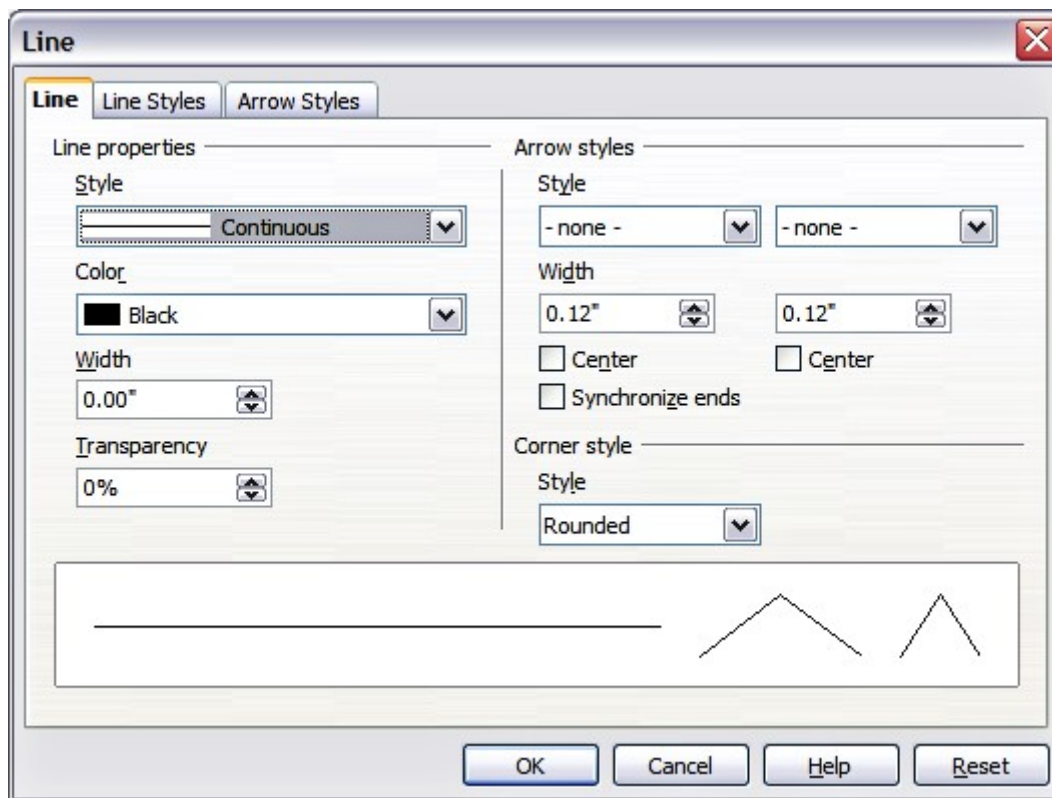 Line
Line Line Styles Arrow Styles
Line properties
Style
Continuous
Color
Black
Width
0.00"
Transparency
0%
Arrow styles
Style
- none - - none -
Width
0.12" 0.12"
Center Center
Synchronize ends
Corner style
Style
Rounded
OK Cancel Help Reset